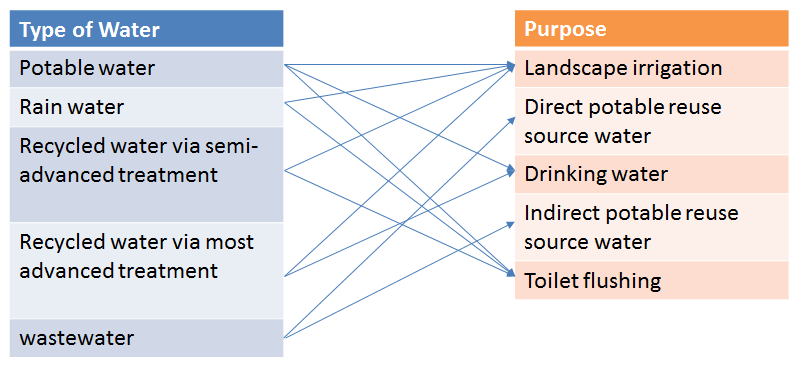 Type of Water
Potable water
Rain water
Recycled water via semi-
advanced treatment
Recycled water via most
advanced treatment
wastewater
Purpose
Landscape irrigation
Direct potable reuse
source water
Drinking water
Indirect potable reuse
source water
Toilet flushing